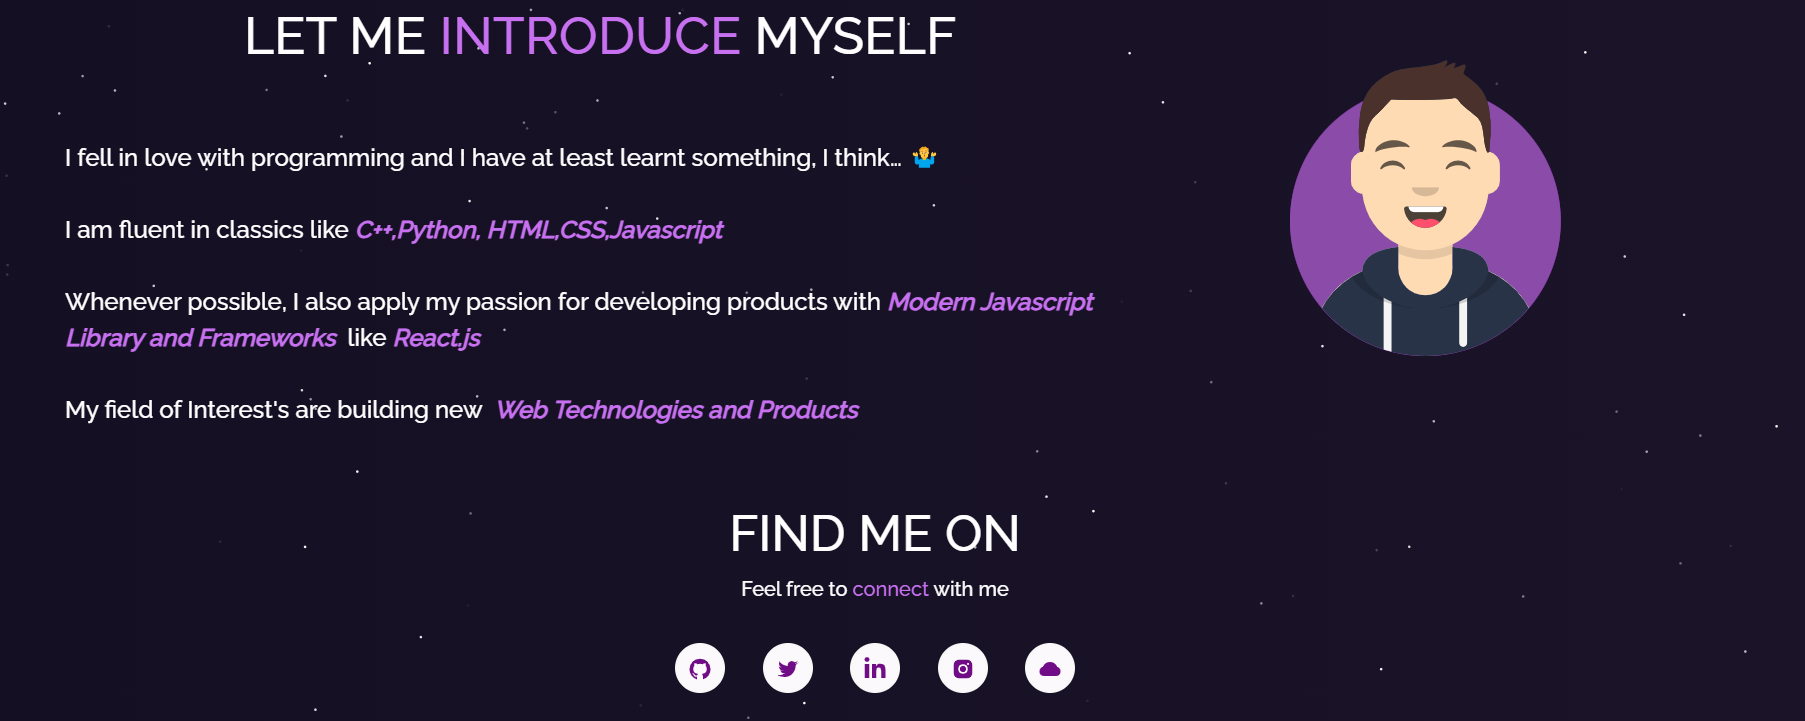 LET ME INTRODUCE MYSELF
I fell in love with programming and I have at least learnt something, I think… 🤷‍♂️
I am fluent in classics like C++,Python, HTML,CSS,Javascript
Whenever possible, I also apply my passion for developing products with Modern Javascript
Library and Frameworks like React.js
My field of Interest's are building new Web Technologies and Products
FIND ME ON
Feel free to connect with me
in